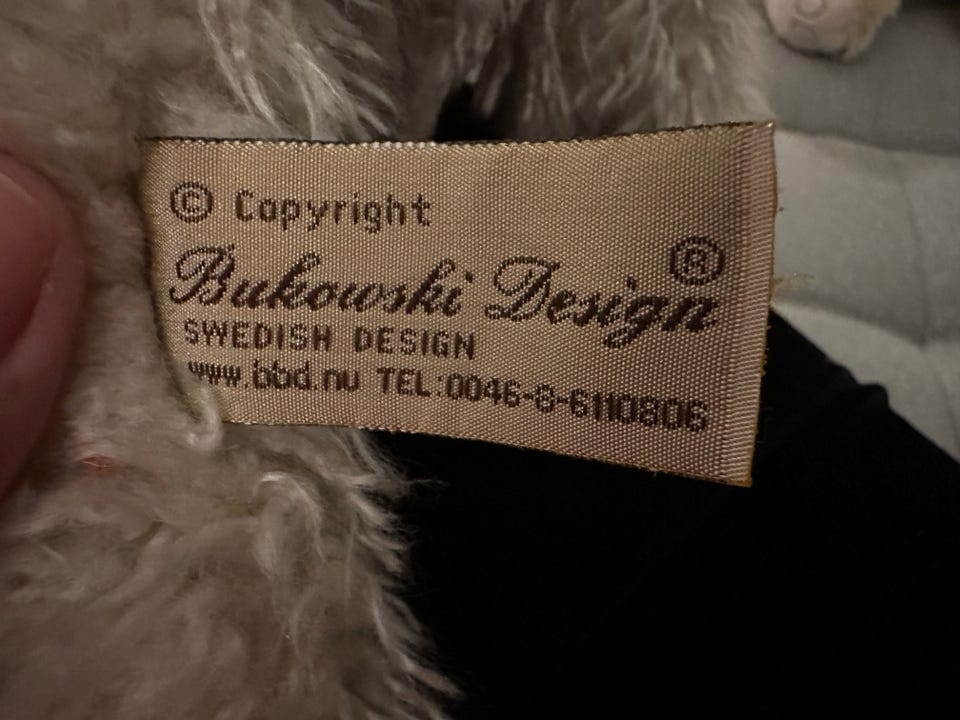 © Copyright
Bukowski Design ®
SWEDISH DESIGN
www.bbd.nu TEL:0046-8-6110806